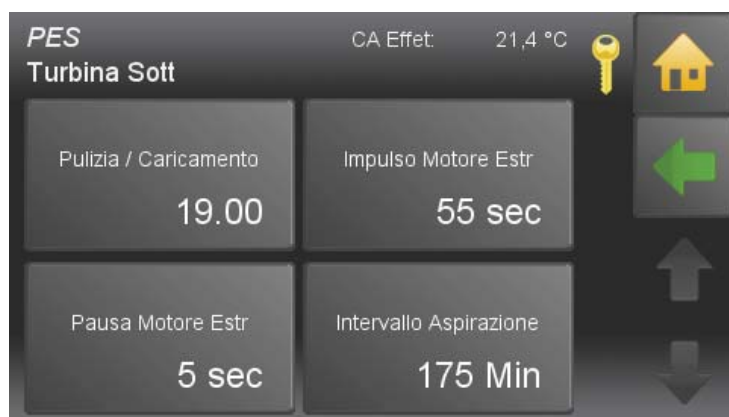 PES
CA Effet: 21,4 °C
Turbina Sott
Pulizia / Caricamento
19.00
Impulso Motore Estr
55 sec
Pausa Motore Estr
5 sec
Intervallo Aspirazione
175 Min